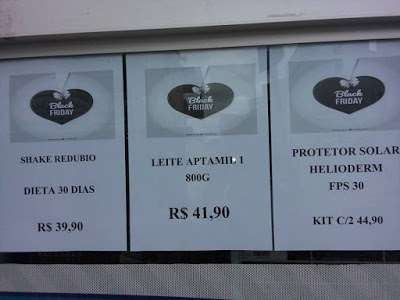 Black
FRIDAY
SHAKE REDUBIO
DIETA 30 DIAS
R$ 39,90
Black
FRIDAY
LEITE APTAMIL 1
800G
R$ 41,90
Black
FRIDAY
PROTETOR SOLAR
HELIODERM
FPS 30
KIT C/2 44,90